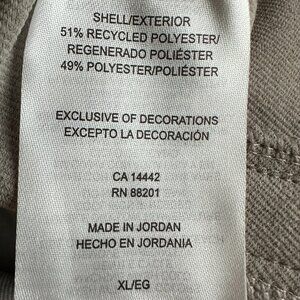 SHELL/EXTERIOR
51% RECYCLED POLYESTER/
REGENERADO POLIÉSTER
49% POLYESTER/POLIÉSTER
EXCLUSIVE OF DECORATIONS
EXCEPTO LA DECORACIÓN
CA 14442
RN 88201
MADE IN JORDAN
HECHO EN JORDANIA
XL/EG